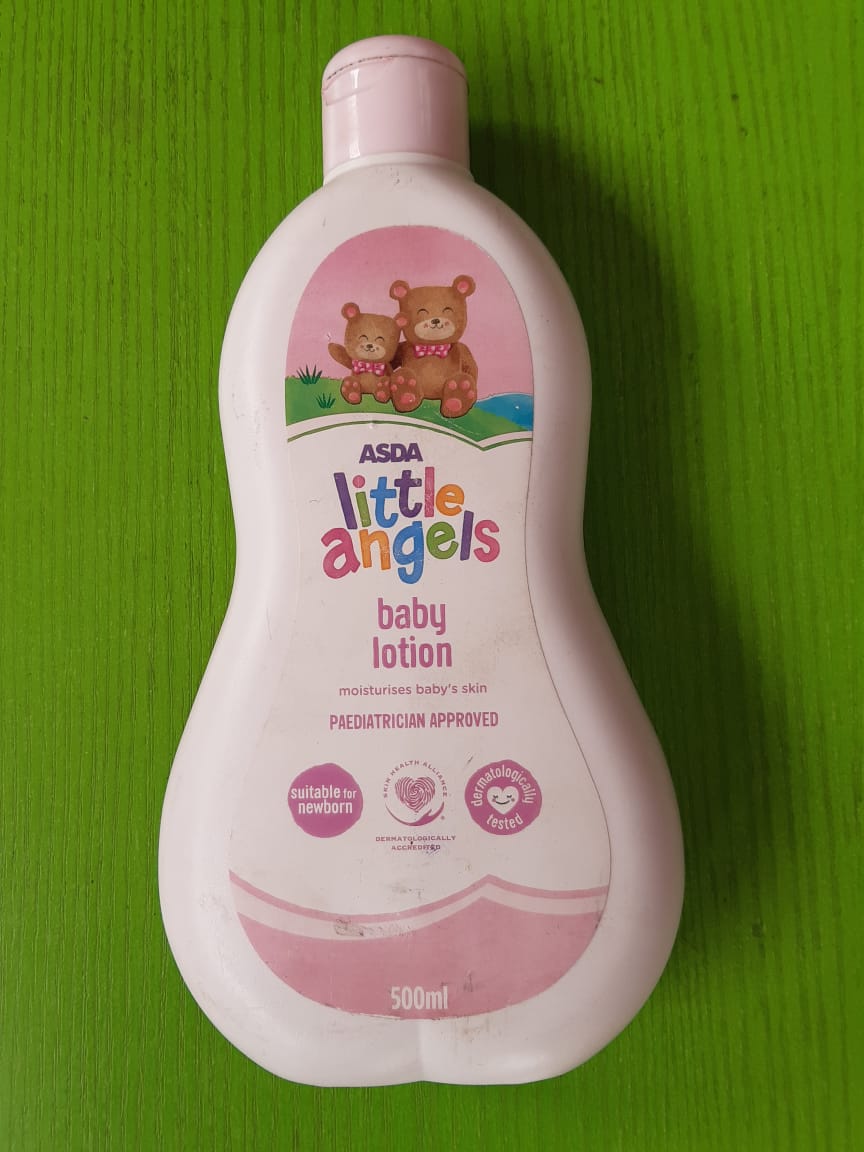 ASDA
little
angels
baby
lotion
moisturises baby's skin
PAEDIATRICIAN APPROVED
suitable for
newborn
SKIN HEALTH ALLIANCE
DERMATOLOGICALLY
ACCREDITED
dermatologically
tested
500ml